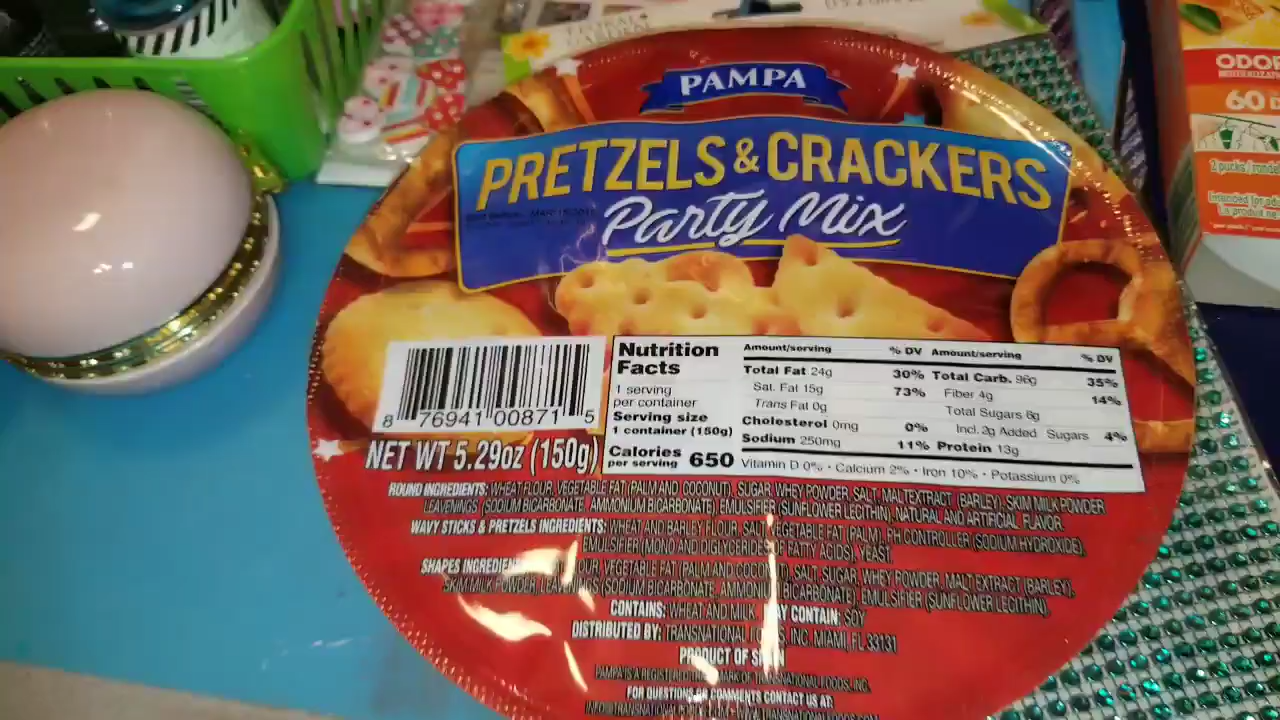 PAMPA
PRETZELS & CRACKERS
Party Mix
ODOR
60 D
2 pucks
8 76941 00871 5
NET WT 5.29oz (150g)
Nutrition
Facts
1 serving
per container
Serving size
1 container (150g)
Calories
per serving 650
Amount/serving % DV
Total Fat 24g 30%
Sat. Fat 15g 73%
Trans Fat 0g
Cholesterol 0mg 0%
Sodium 250mg 11%
Amount/serving % DV
Total Carb. 96g 35%
Fiber 4g 14%
Total Sugars 6g
Incl. 2g Added Sugars 4%
Protein 13g
Vitamin D 0% • Calcium 2% • Iron 10% • Potassium 0%
ROUND INGREDIENTS: WHEAT FLOUR, VEGETABLE FAT (PALM AND COCONUT), SUGAR, WHEY POWDER, SALT, MALT EXTRACT (BARLEY), SKIM MILK POWDER
LEAVENINGS (SODIUM BICARBONATE, AMMONIUM BICARBONATE), EMULSIFIER (SUNFLOWER LECITHIN), NATURAL AND ARTIFICIAL FLAVOR.
WAVY STICKS & PRETZELS INGREDIENTS: WHEAT AND BARLEY FLOUR, SALT, VEGETABLE FAT (PALM), PH CONTROLLER (SODIUM HYDROXIDE),
EMULSIFIER (MONO AND DIGLYCERIDES OF FATTY ACIDS), YEAST.
SHAPES VEGETABLE FAT (PALM AND SALT, SUGAR, WHEY POWDER, MALT EXTRACT (BARLEY),
SKIM MILK POWDER, (SODIUM BICARBONATE, BICARBONATE), EMULSIFIER (SUNFLOWER LECITHIN).
CONTAINS: WHEAT AND MILK. CONTAIN: SOY
DISTRIBUTED BY: TRANSNATIONAL INC. MIAMI, FL 33131
PRODUCT OF
PAMPA IS A OF TRANSNATIONAL FOODS, INC.
FOR QUESTIONS OR COMMENTS CONTACT US AT: